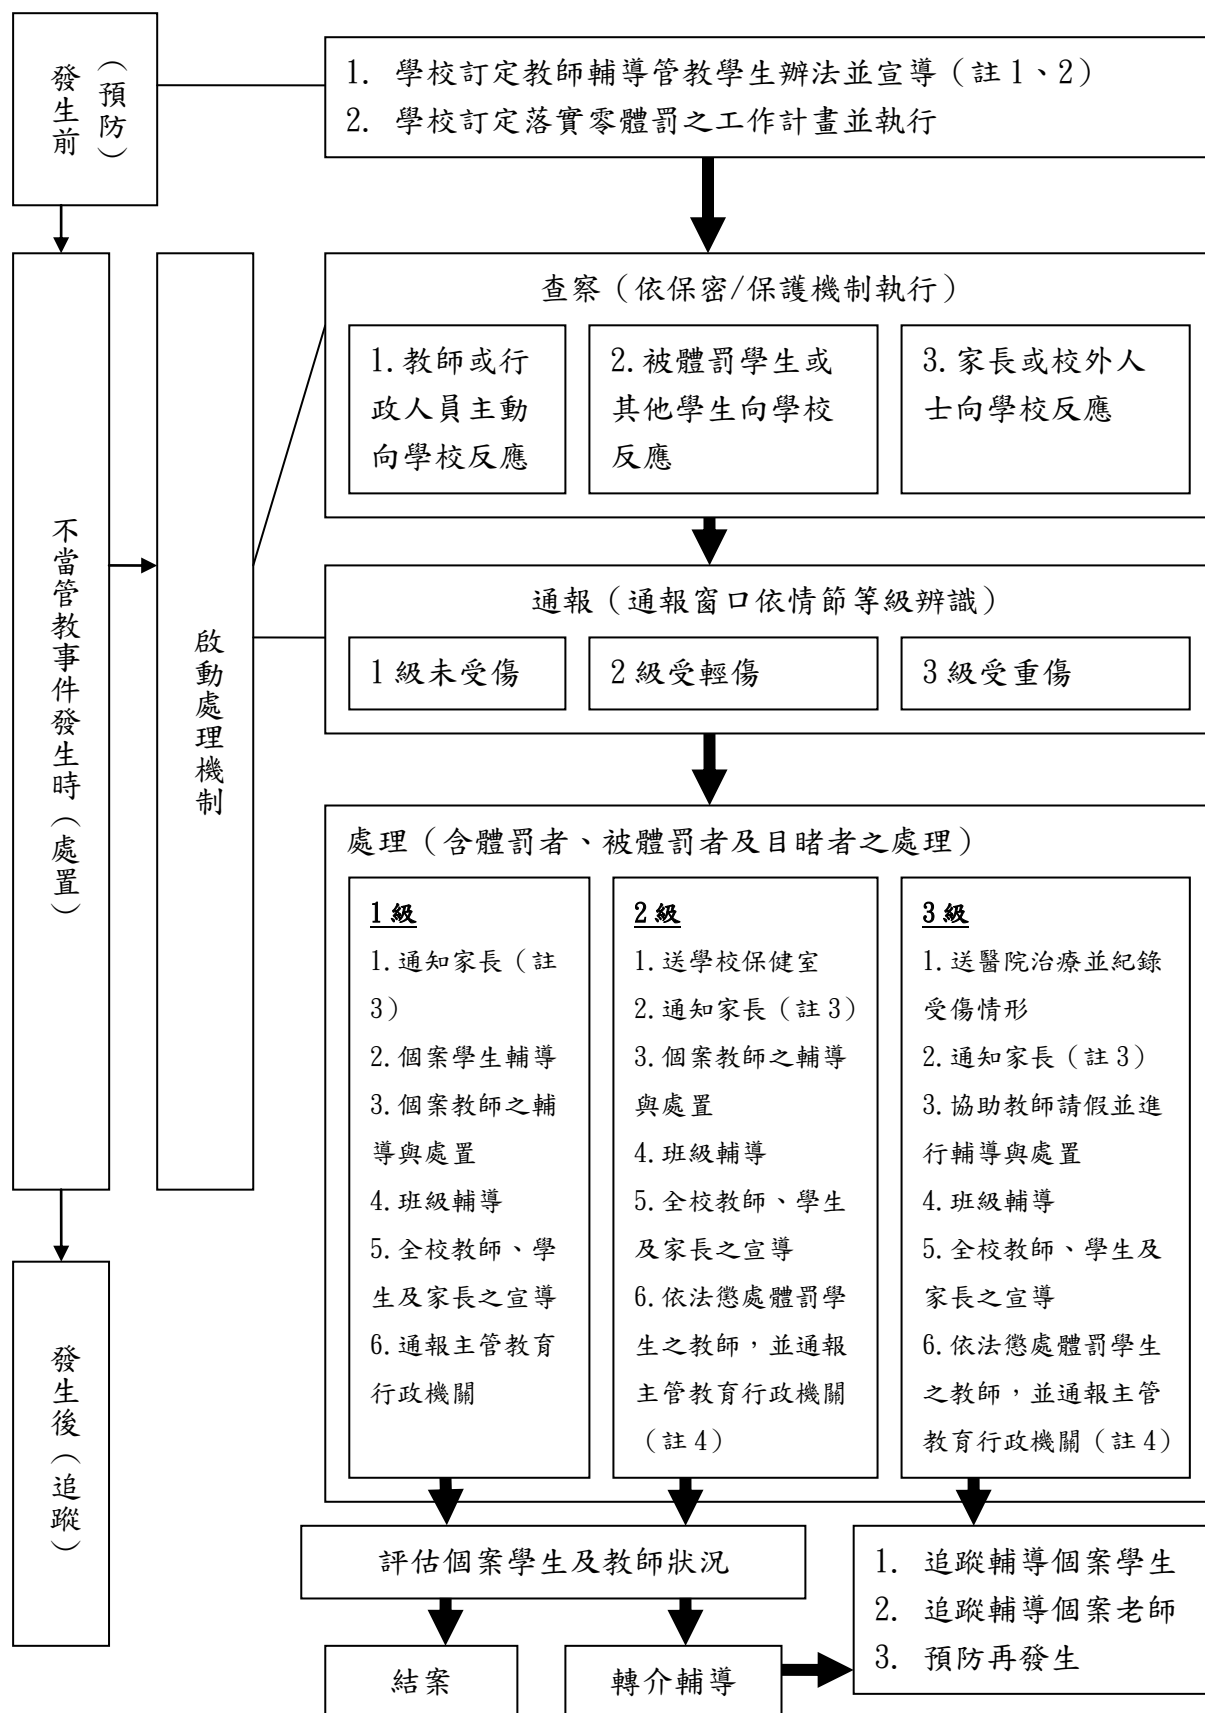 發生前
（預防）
1. 學校訂定教師輔導管教學生辦法並宣導（註1、2）
2. 學校訂定落實零體罰之工作計畫並執行
不當管教事件發生時（處置）
啟動處理機制
查察（依保密/保護機制執行）
1.教師或行
政人員主動
向學校反應
2.被體罰學生或
其他學生向學校
反應
3.家長或校外人
士向學校反應
通報（通報窗口依情節等級辨識）
1級未受傷
2級受輕傷
3級受重傷
處理（含體罰者、被體罰者及目睹者之處理）
1級
1.通知家長（註
3）
2.個案學生輔導
3.個案教師之輔
導與處置
4.班級輔導
5.全校教師、學
生及家長之宣導
6.通報主管教育
行政機關
2級
1.送學校保健室
2.通知家長（註3）
3.個案教師之輔導
與處置
4.班級輔導
5.全校教師、學生
及家長之宣導
6.依法懲處體罰學
生之教師，並通報
主管教育行政機關
（註4）
3級
1.送醫院治療並紀錄
受傷情形
2.通知家長（註3）
3.協助教師請假並進
行輔導與處置
4.班級輔導
5.全校教師、學生及
家長之宣導
6.依法懲處體罰學生
之教師，並通報主管
教育行政機關（註4）
發生後（追蹤）
評估個案學生及教師狀況
結案
轉介輔導
1. 追蹤輔導個案學生
2. 追蹤輔導個案老師
3. 預防再發生